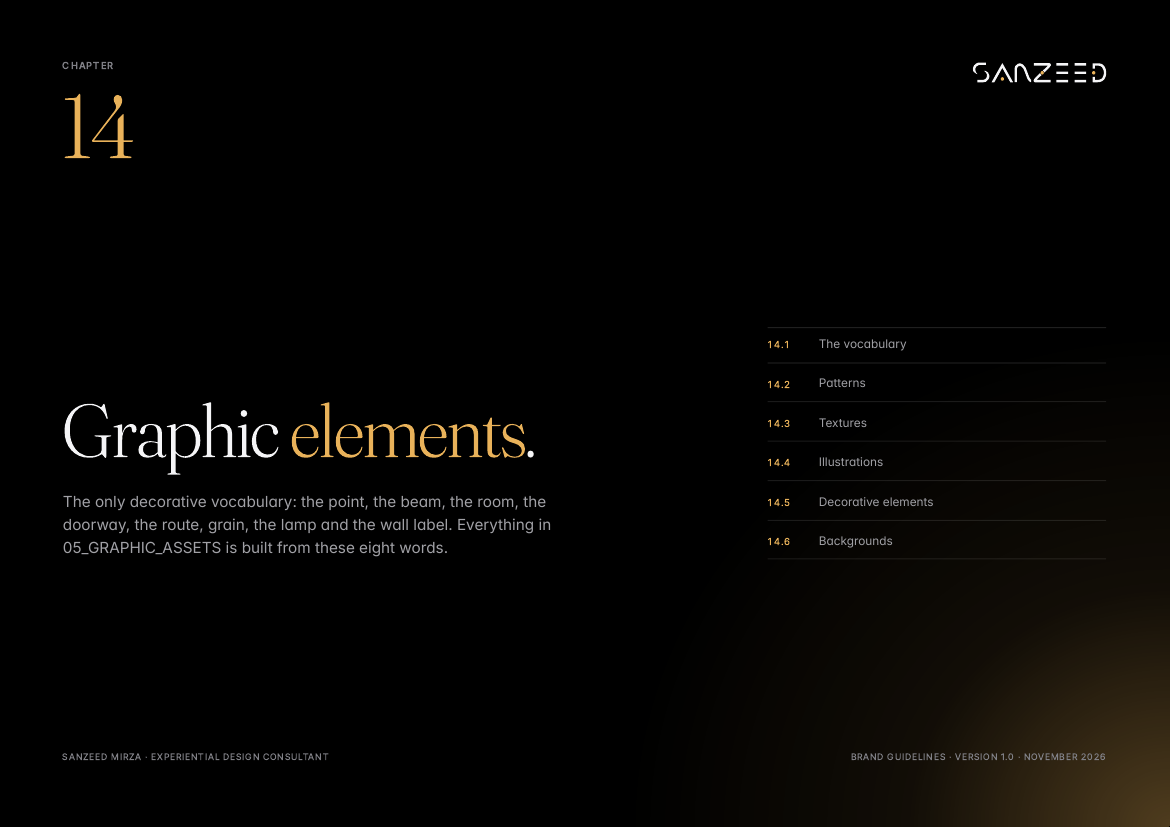 CHAPTER
14
SANZEED
Graphic elements.
The only decorative vocabulary: the point, the beam, the room, the
doorway, the route, grain, the lamp and the wall label. Everything in
05_GRAPHIC_ASSETS is built from these eight words.
14.1 The vocabulary
14.2 Patterns
14.3 Textures
14.4 Illustrations
14.5 Decorative elements
14.6 Backgrounds
SANZEED MIRZA · EXPERIENTIAL DESIGN CONSULTANT
BRAND GUIDELINES · VERSION 1.0 · NOVEMBER 2026